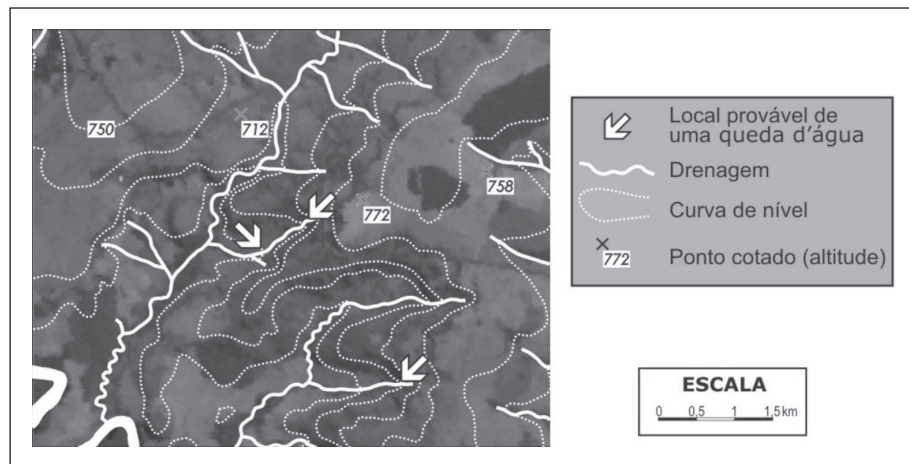 750
712
758
772
Local provável de
uma queda d'água
Drenagem
Curva de nível
772
Ponto cotado (altitude)
ESCALA
0 0,5 1 1,5 km